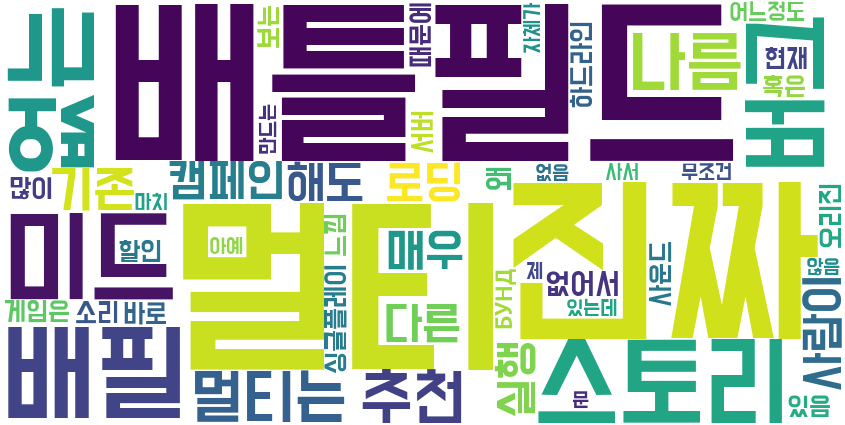 배틀필드
보는
때문에
자체가
하드라인
어느정도
나름
현재
혹은
만드는
서버
많이
기존
마치
캠페인
해도
로딩
왜
없음
사서
무조건
미드
할인
멀티
아예
느낌
매우
진짜
제
없어서
있는데
사운드
오리진
않음
게임은
소리
바로
싱글플레이
다른
БУНД
사람이
배필
멀티는
추천
실행
스토리
문
있음